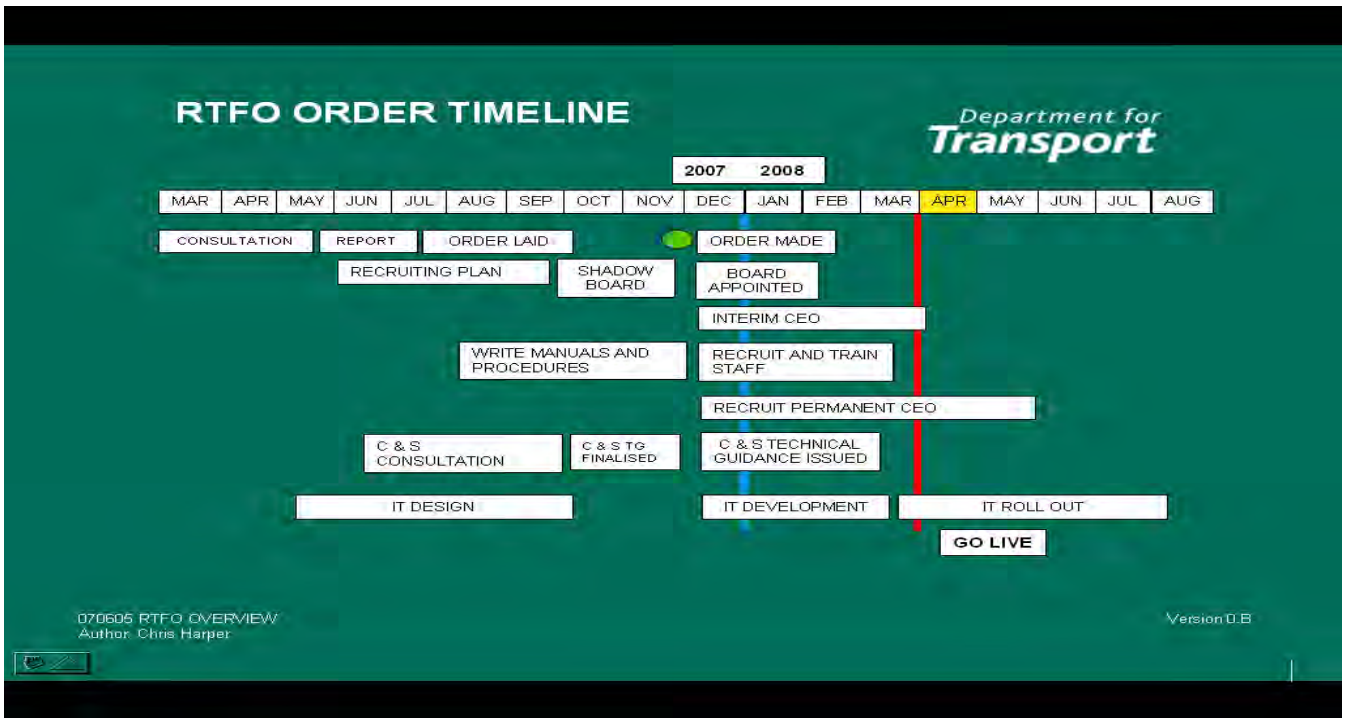 RTFO ORDER TIMELINE
Department for
Transport
2007 2008
MAR APR MAY JUN JUL AUG SEP OCT NOV DEC JAN FEB MAR APR MAY JUN JUL AUG
CONSULTATION REPORT ORDER LAID ORDER MADE
RECRUITING PLAN
SHADOW
BOARD
BOARD
APPOINTED
INTERIM CEO
WRITE MANUALS AND
PROCEDURES
RECRUIT AND TRAIN
STAFF
RECRUIT PERMANENT CEO
C & S
CONSULTATION
C & S TG
FINALISED
C & S TECHNICAL
GUIDANCE ISSUED
IT DESIGN IT DEVELOPMENT IT ROLL OUT
GO LIVE
070605 RTFO OVERVIEW
Author: Chris Harper
Version 0.B